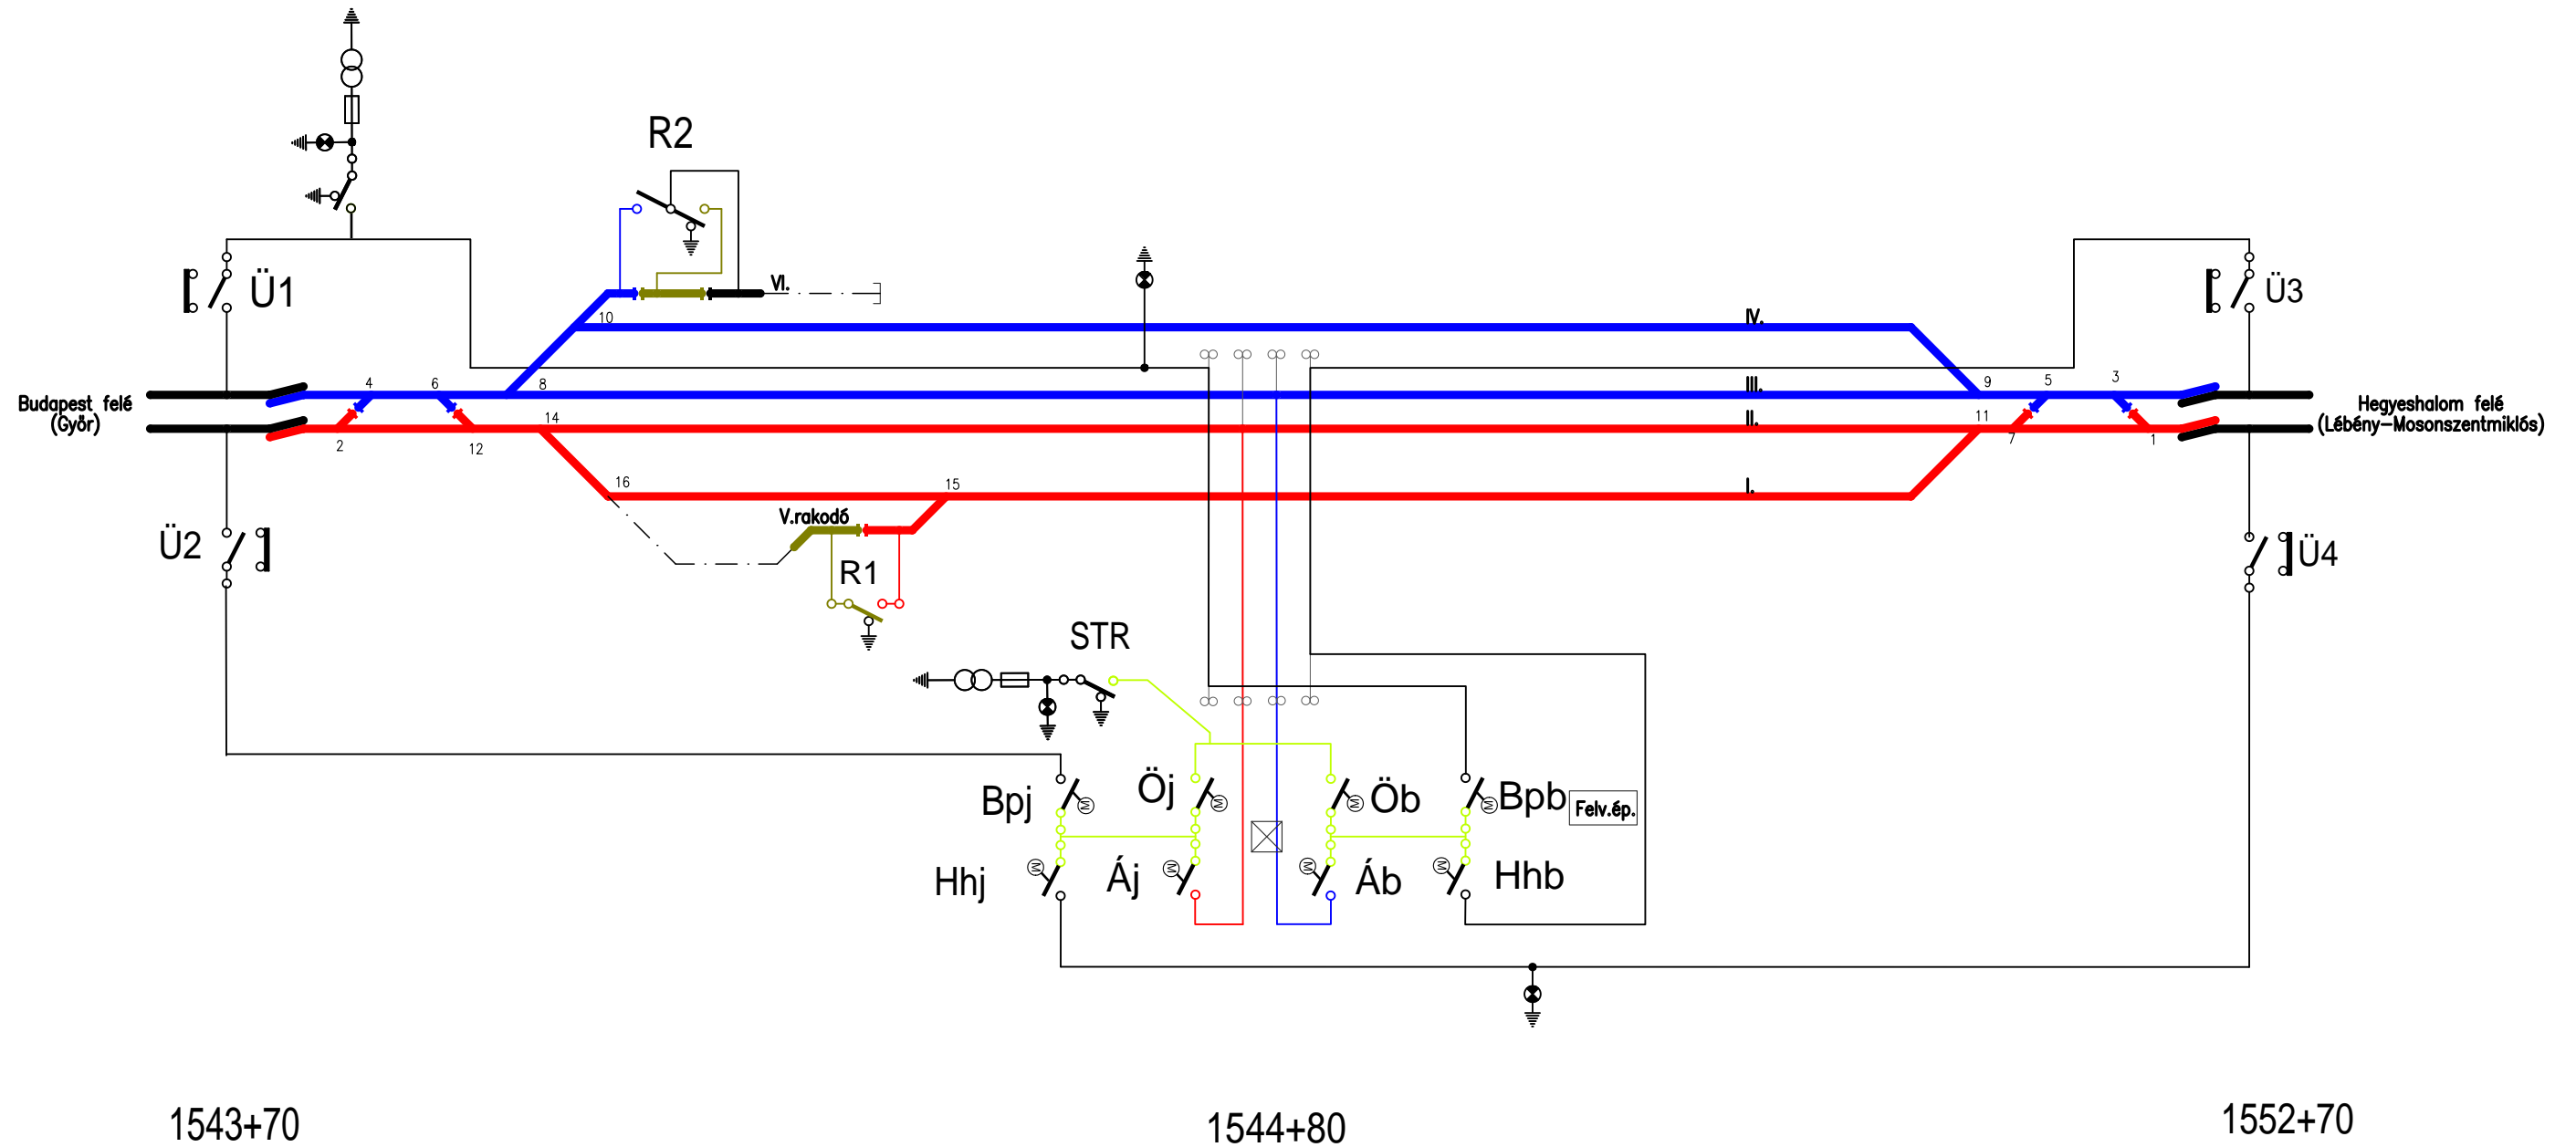 R2
Ü1
VI.
Ü3
10
IV.
4
6
8
III.
9
5
3
Budapest felé
(Győr)
14
II.
11
Hegyeshalom felé
(Lébény-Mosonszentmiklós)
2
12
7
1
16
15
I.
V.rakodó
Ü2
R1
Ü4
STR
Bpj
M
Öj
M
M
Öb
M
Bpb
Felv.ép.
Hhj
M
Áj
M
M
Áb
M
Hhb
1543+70
1544+80
1552+70